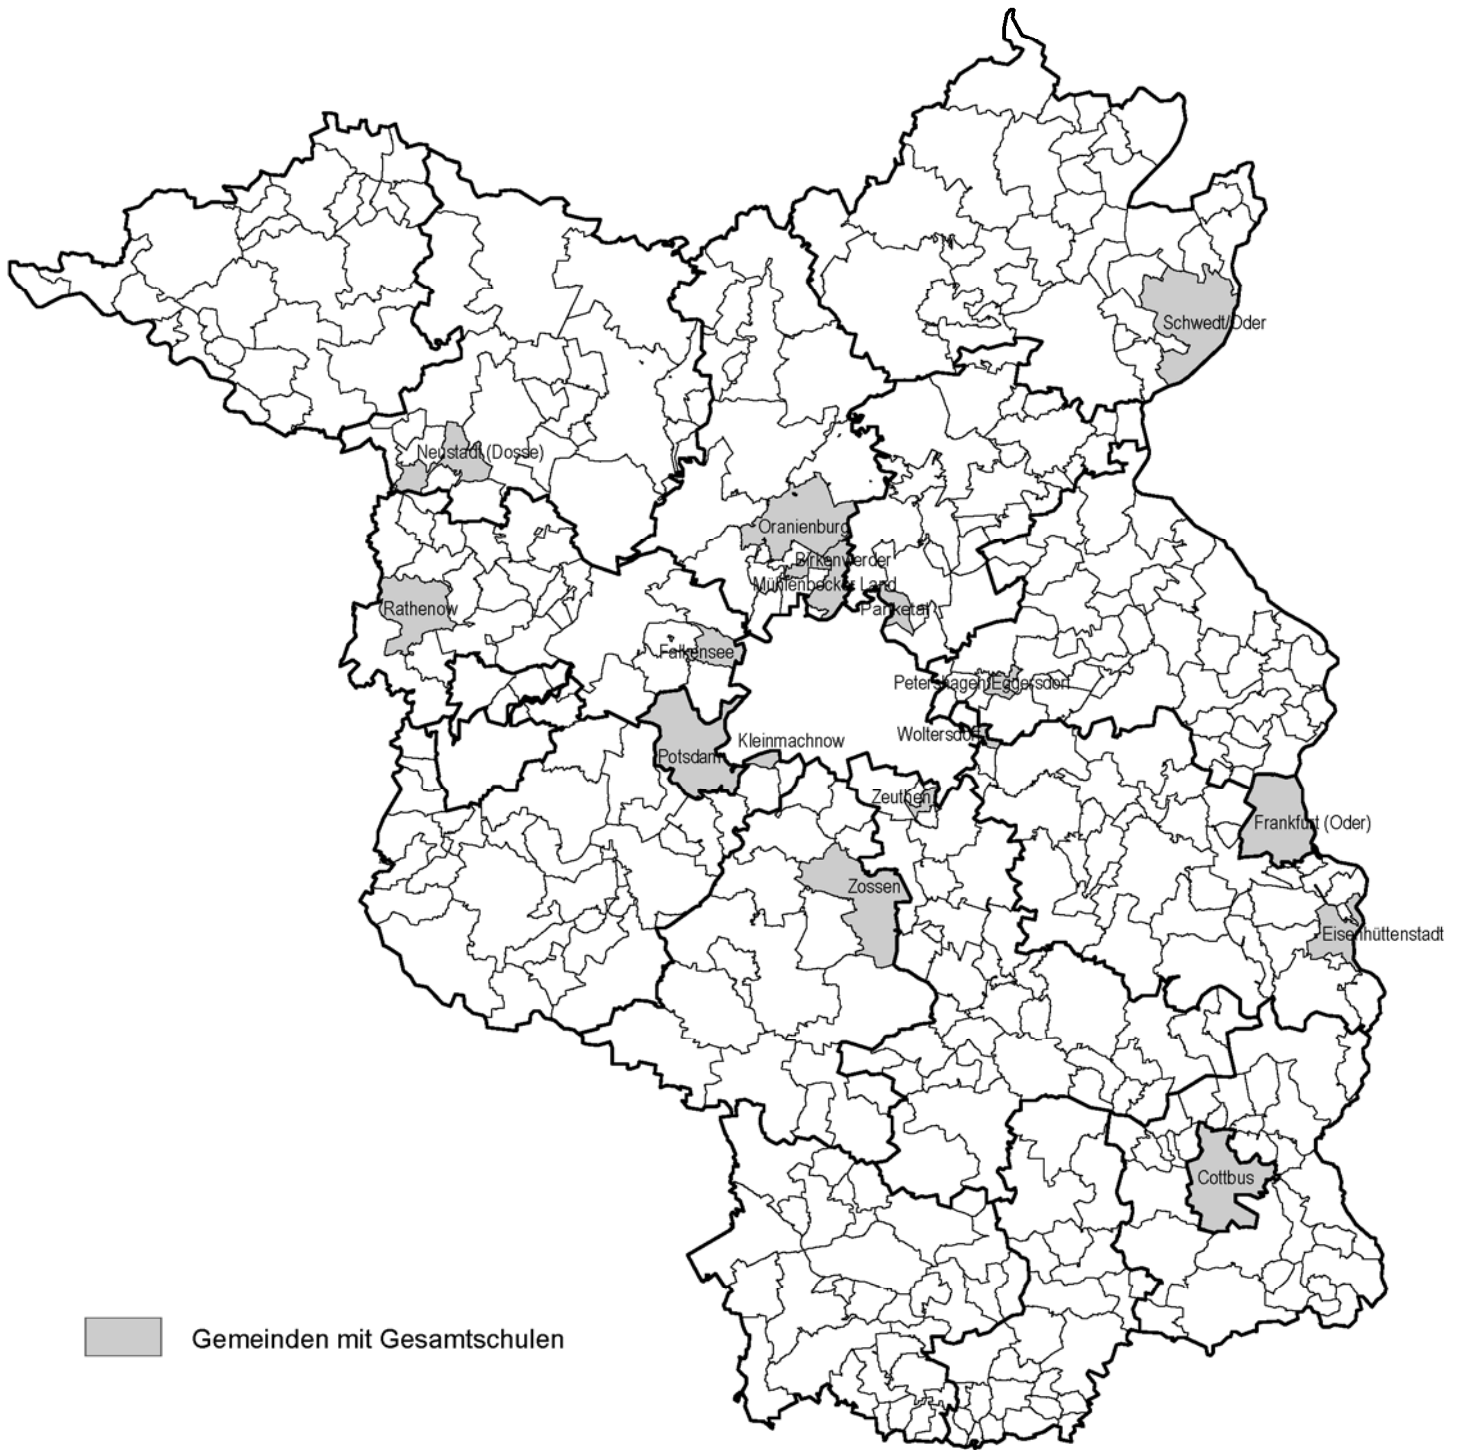 Schwedt/Oder
Neustadt (Dosse)
Oranienburg
Birkenwerder
Mühlenbecker Land
Rathenow
Panketal
Falkensee
Petershagen/Eggersdorf
Woltersdorf
Kleinmachnow
Potsdam
Zeuthen
Frankfurt (Oder)
Zossen
Eisenhüttenstadt
Cottbus
Gemeinden mit Gesamtschulen